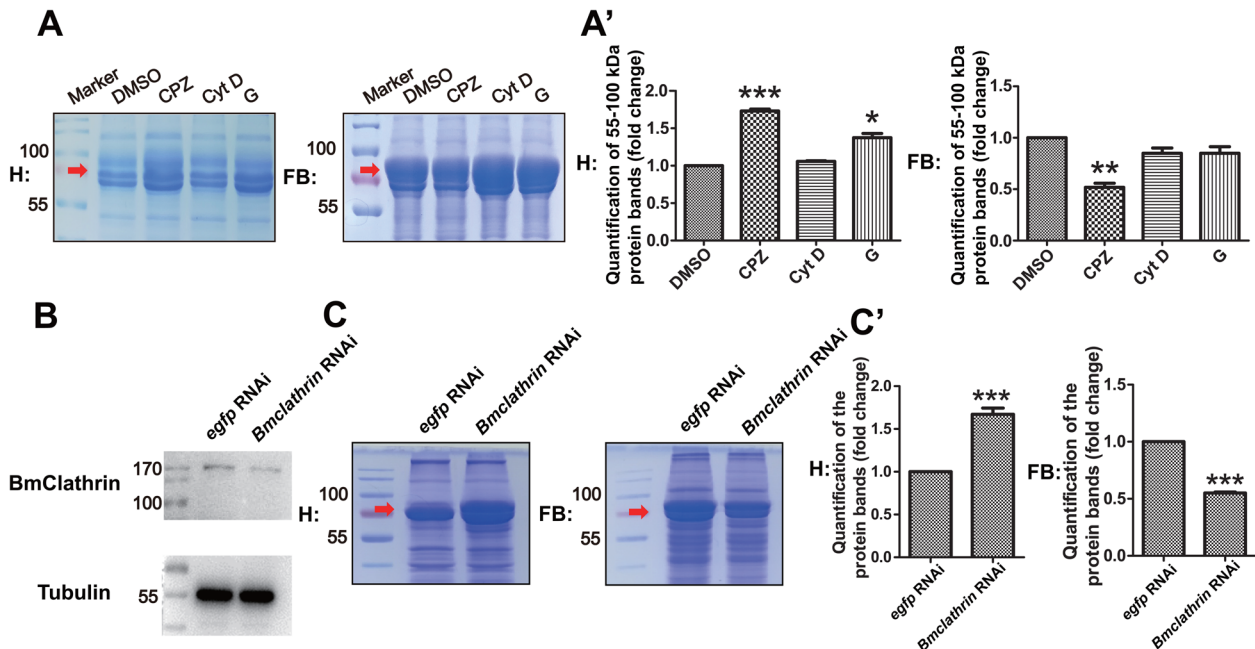 A
Marker
DMSO
CPZ
Cyt D
G
H:
100
55
Marker
DMSO
CPZ
Cyt D
G
FB:
100
55
A’
H:
Quantification of 55-100 kDa
protein bands (fold change)
2.0
1.5
1.0
0.5
0.0
***
*
DMSO
CPZ
Cyt D
G
FB:
Quantification of 55-100 kDa
protein bands (fold change)
1.5
1.0
0.5
0.0
**
DMSO
CPZ
Cyt D
G
B
egfp RNAi
Bmclathrin RNAi
BmClathrin
170
100
Tubulin
55
C
egfp RNAi
Bmclathrin RNAi
H:
100
55
egfp RNAi
Bmclathrin RNAi
FB:
100
55
C’
H:
Quantification of the
protein bands (fold change)
2.0
1.5
1.0
0.5
0.0
***
egfp RNAi
Bmclathrin RNAi
FB:
Quantification of the
protein bands (fold change)
1.5
1.0
0.5
0.0
***
egfp RNAi
Bmclathrin RNAi